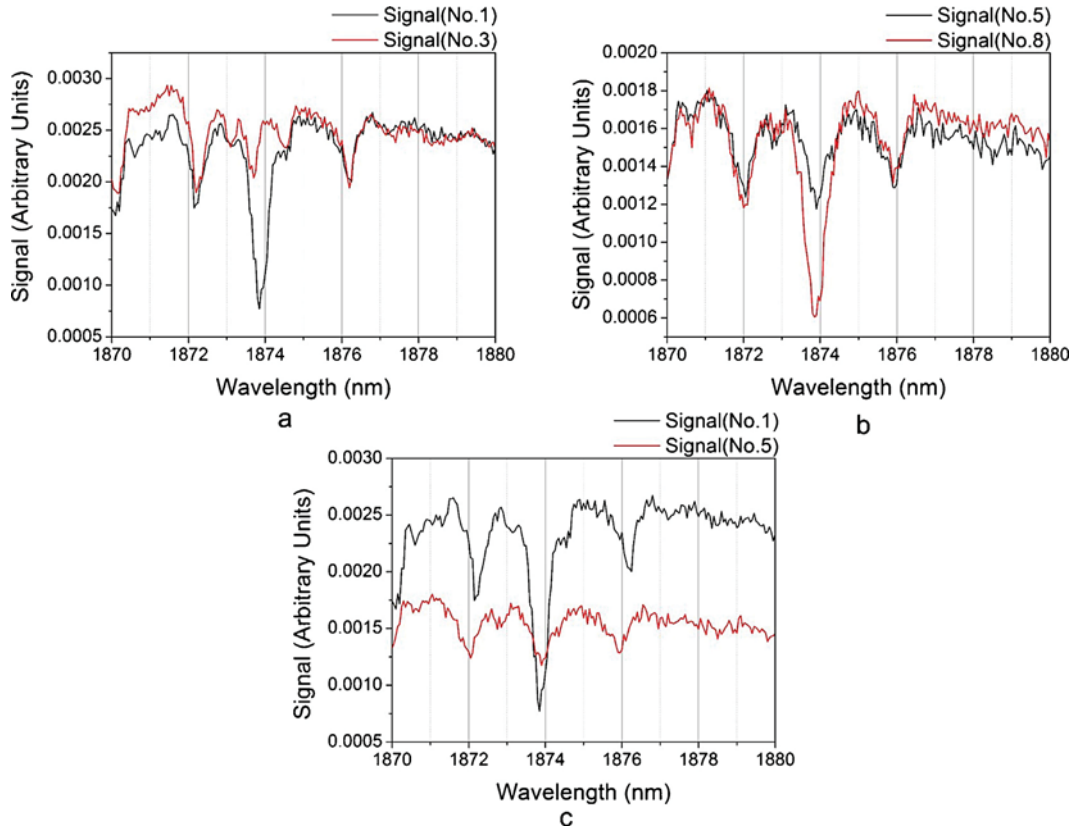 Signal(No.1)
Signal(No.3)
0.0030
0.0025
0.0020
0.0015
0.0010
0.0005
Signal (Arbitrary Units)
1870 1872 1874 1876 1878 1880
Wavelength (nm)
a
Signal(No.5)
Signal(No.8)
0.0020
0.0018
0.0016
0.0014
0.0012
0.0010
0.0008
0.0006
Signal (Arbitrary Units)
1870 1872 1874 1876 1878 1880
Wavelength (nm)
b
Signal(No.1)
Signal(No.5)
0.0030
0.0025
0.0020
0.0015
0.0010
0.0005
Signal (Arbitrary Units)
1870 1872 1874 1876 1878 1880
Wavelength (nm)
c